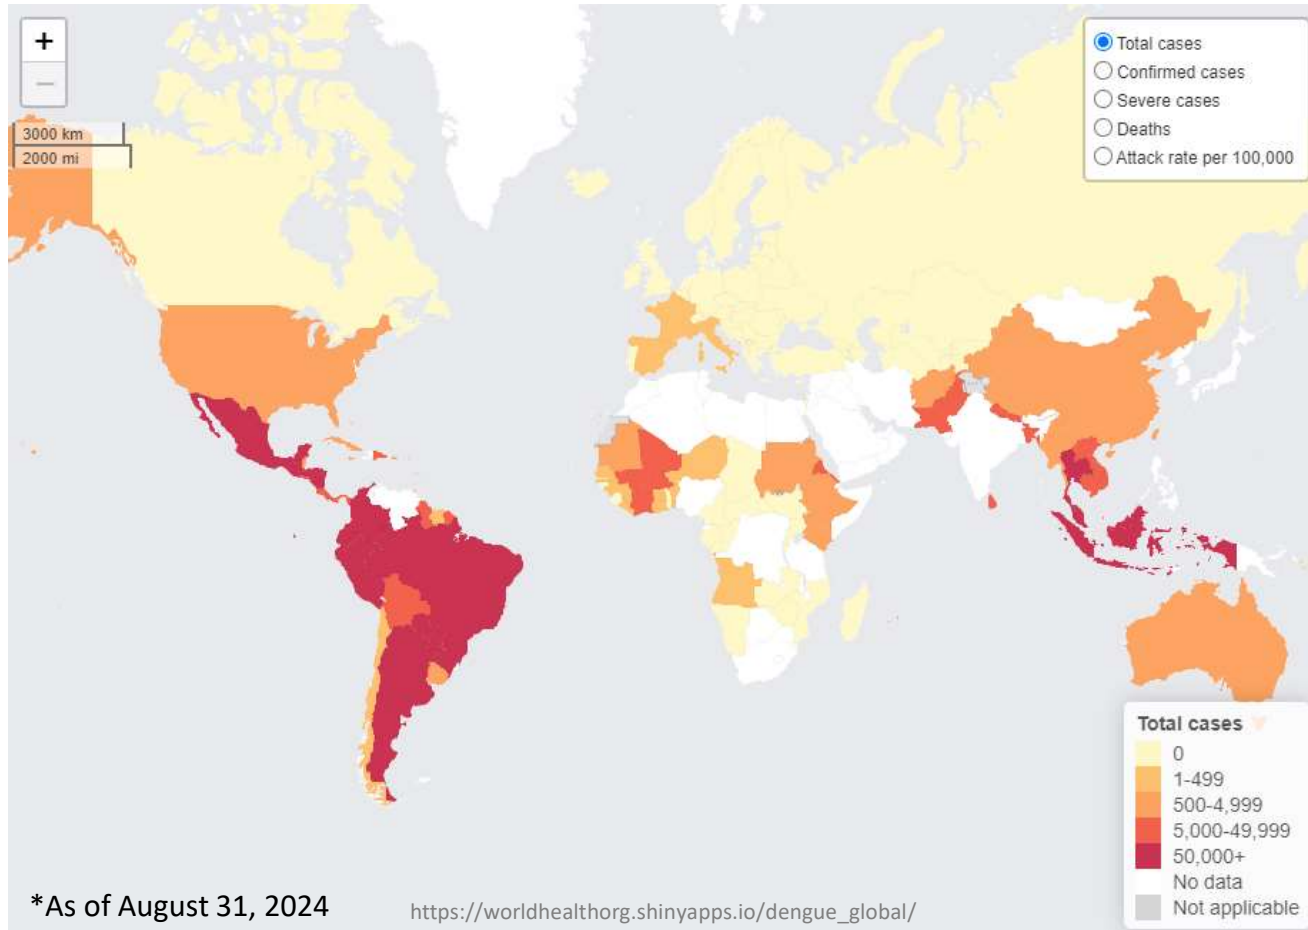 +
−
3000 km
2000 mi
Total cases
Confirmed cases
Severe cases
Deaths
Attack rate per 100,000
Total cases
0
1-499
500-4,999
5,000-49,999
50,000+
No data
Not applicable
*As of August 31, 2024
https://worldhealthorg.shinyapps.io/dengue_global/